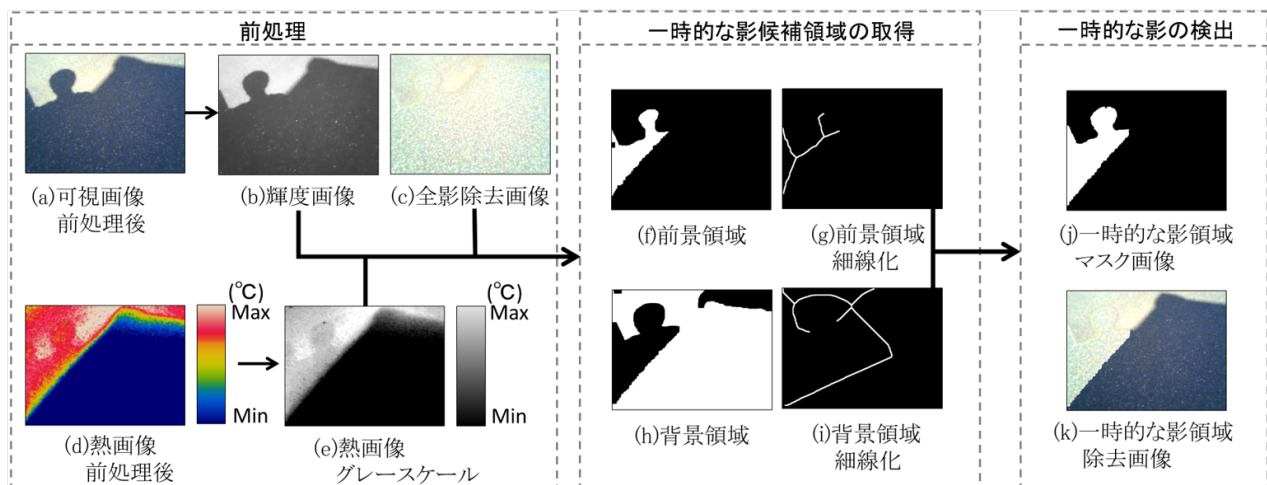 前処理
一時的な影候補領域の取得
一時的な影の検出
(a)可視画像
前処理後
(b)輝度画像
(c)全影除去画像
(℃)
Max
Min
(d)熱画像
前処理後
(℃)
Max
Min
(e)熱画像
グレースケール
(f)前景領域
(g)前景領域
細線化
(h)背景領域
(i)背景領域
細線化
(j)一時的な影領域
マスク画像
(k)一時的な影領域
除去画像